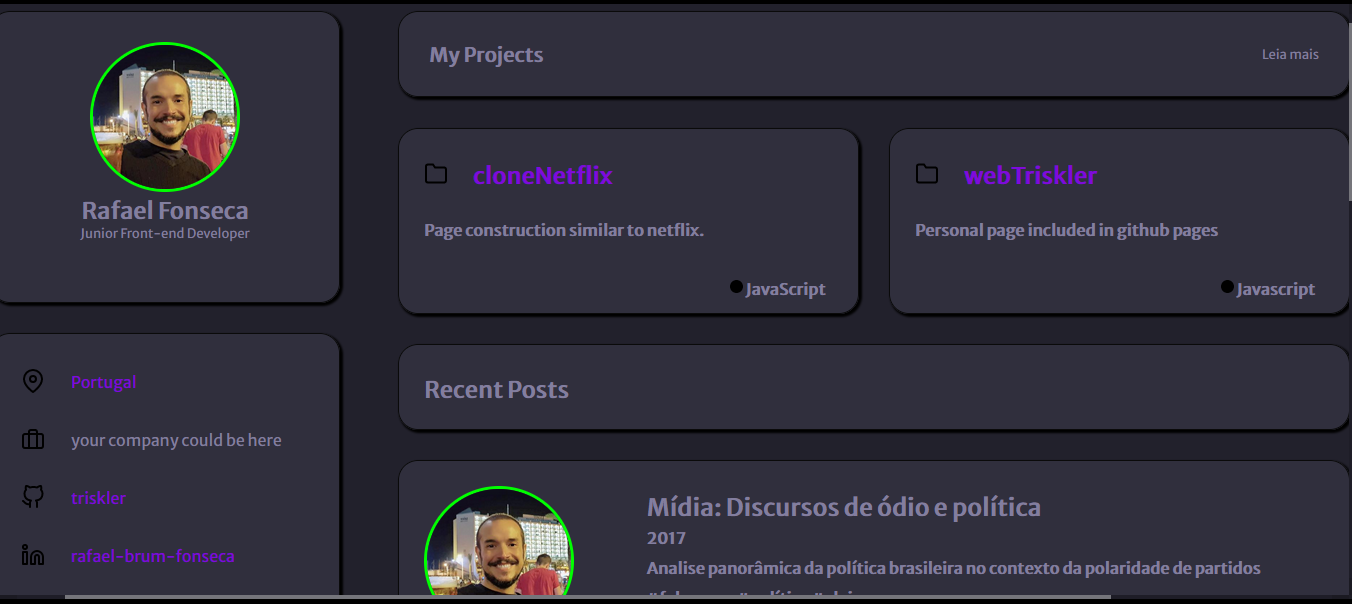 Rafael Fonseca
Junior Front-end Developer
Portugal
your company could be here
triskler
rafael-brum-fonseca
My Projects
Leia mais
cloneNetflix
Page construction similar to netflix.
JavaScript
webTriskler
Personal page included in github pages
Javascript
Recent Posts
Mídia: Discursos de ódio e política
2017
Analise panorâmica da política brasileira no contexto da polaridade de partidos